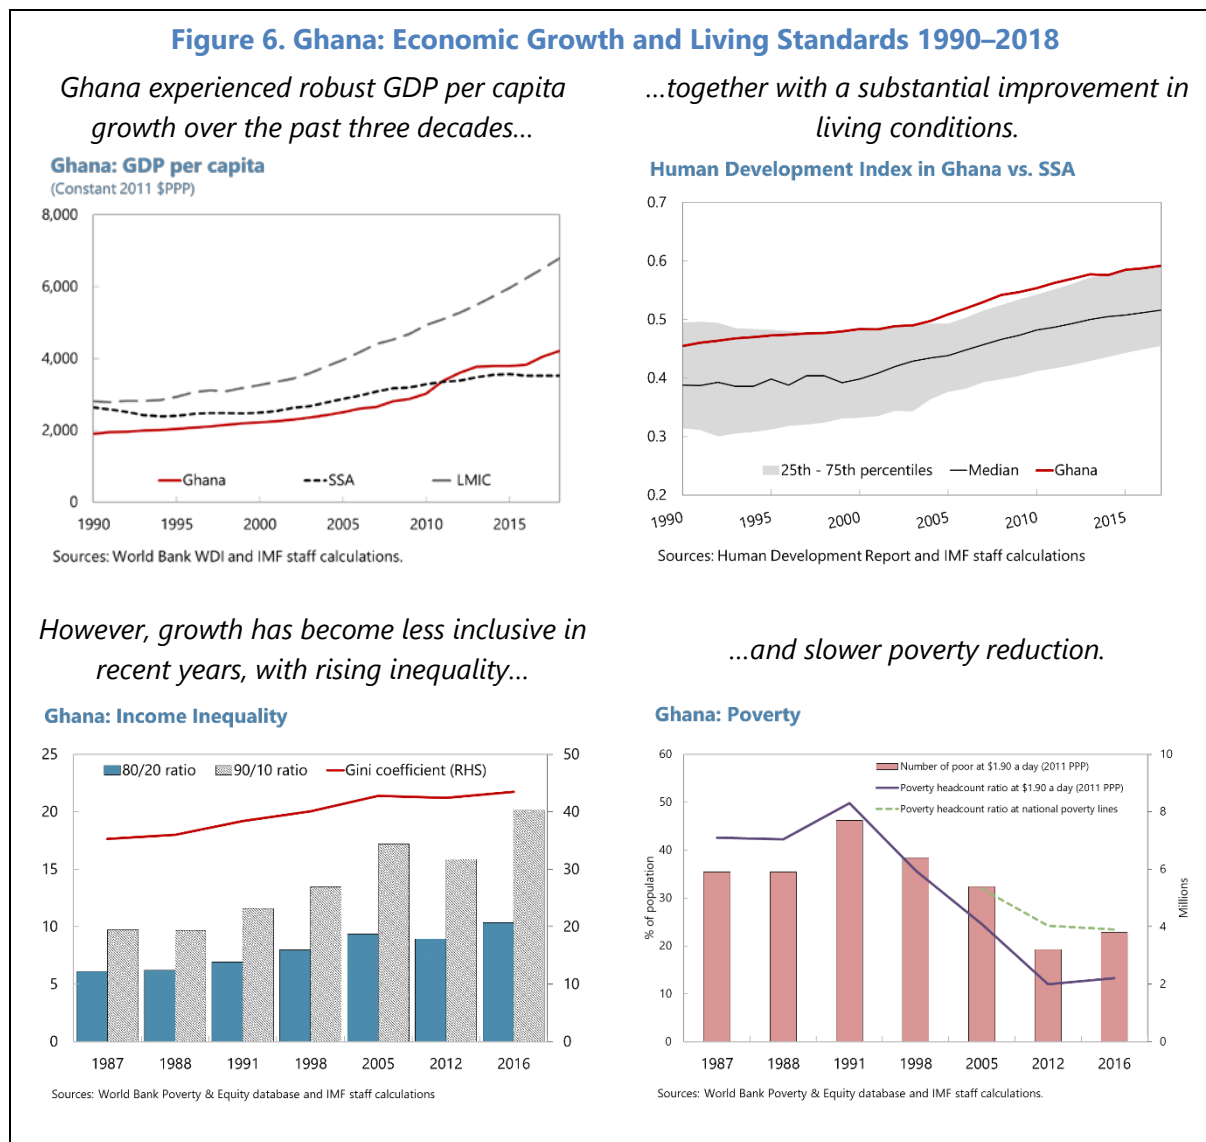 Figure 6. Ghana: Economic Growth and Living Standards 1990–2018
Ghana experienced robust GDP per capita
growth over the past three decades...
Ghana: GDP per capita
(Constant 2011 $PPP)
8,000
6,000
4,000
2,000
0
Ghana
SSA
LMIC
1990
1995
2000
2005
2010
2015
Sources: World Bank WDI and IMF staff calculations.
...together with a substantial improvement in
living conditions.
Human Development Index in Ghana vs. SSA
0.7
0.6
0.5
0.4
0.3
0.2
25th - 75th percentiles
Median
Ghana
1990
1995
2000
2005
2010
2015
Sources: Human Development Report and IMF staff calculations
However, growth has become less inclusive in
recent years, with rising inequality...
Ghana: Income Inequality
25
20
15
10
5
0
80/20 ratio
90/10 ratio
Gini coefficient (RHS)
50
40
30
20
10
0
1987
1988
1991
1998
2005
2012
2016
Sources: World Bank Poverty & Equity database and IMF staff calculations
...and slower poverty reduction.
Ghana: Poverty
% of population
60
50
40
30
20
10
0
Number of poor at $1.90 a day (2011 PPP)
Poverty headcount ratio at $1.90 a day (2011 PPP)
Poverty headcount ratio at national poverty lines
10
8
6
4
2
0
Millions
1987
1988
1991
1998
2005
2012
2016
Sources: World Bank Poverty & Equity database and IMF staff calculations.